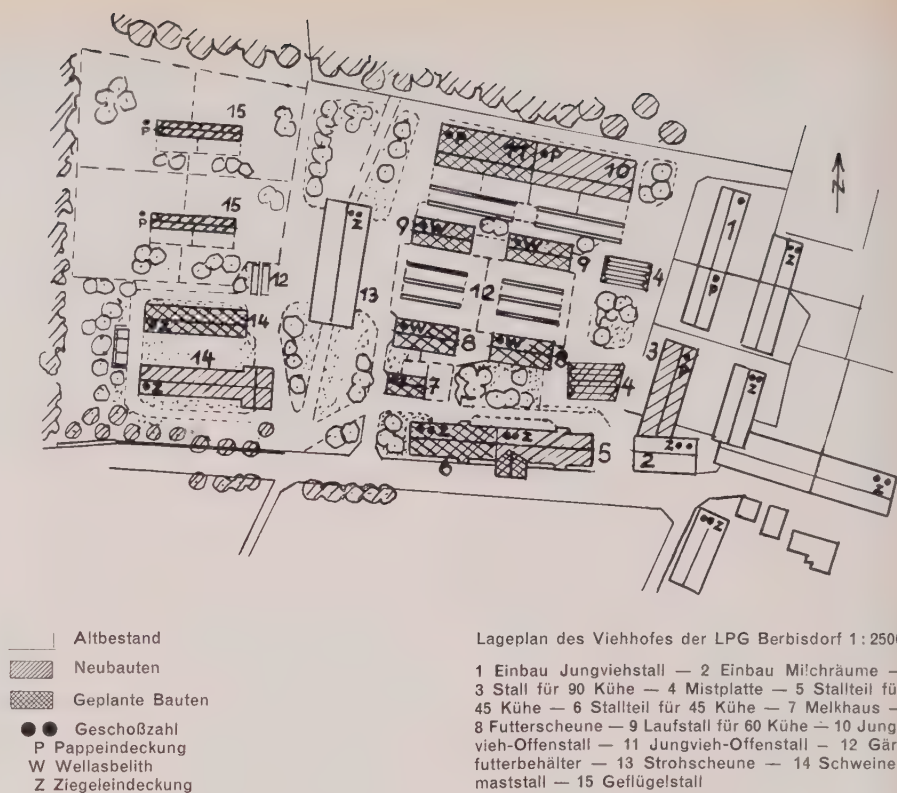 15
P
15
P
12
Z
14
14
Z
Z
13
P
11
P
10
9
W
W
9
12
4
W
8
W
8
7
4
Z
Z
5
6
N
1
P
Z
3
P
Z
2
Z
Z
Z
Altbestand
Neubauten
Geplante Bauten
Geschoßzahl
P Pappeindeckung
W Wellasbelith
Z Ziegeleindeckung
Lageplan des Viehhofes der LPG Berbisdorf 1 : 2500
1 Einbau Jungviehstall — 2 Einbau Milchräume —
3 Stall für 90 Kühe — 4 Mistplatte — 5 Stallteil fü
45 Kühe — 6 Stallteil für 45 Kühe — 7 Melkhaus —
8 Futterscheune — 9 Laufstall für 60 Kühe — 10 Jung
vieh-Offenstall — 11 Jungvieh-Offenstall — 12 Gär
futterbehälter — 13 Strohscheune — 14 Schweine
maststall — 15 Geflügelstall